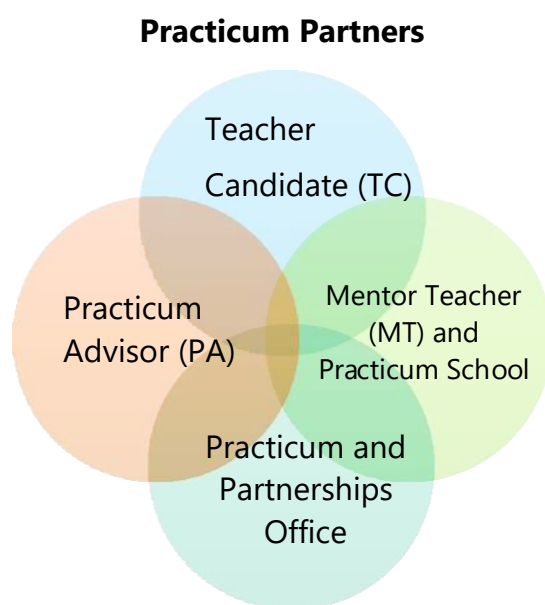 Practicum Partners
Teacher
Candidate (TC)
Practicum
Advisor (PA)
Mentor Teacher
(MT) and
Practicum School
Practicum and
Partnerships
Office